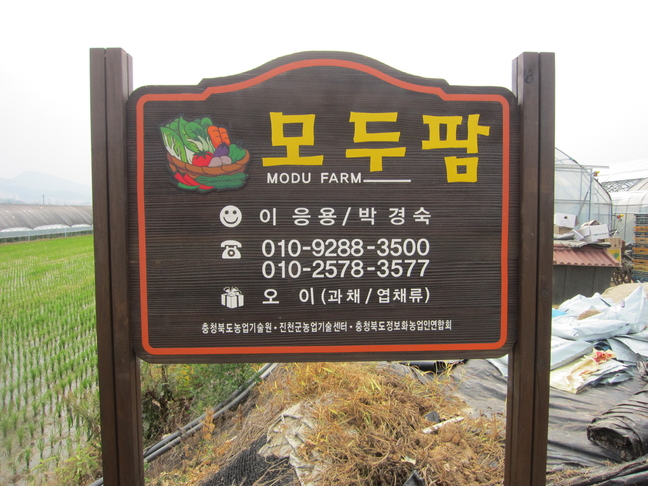 모두팜
MODU FARM
이 응용/박 경숙
010-9288-3500
010-2578-3577
오 이(과채/엽채류)
충청북도농업기술원·진천군농업기술센터·충청북도정보화농업인연합회